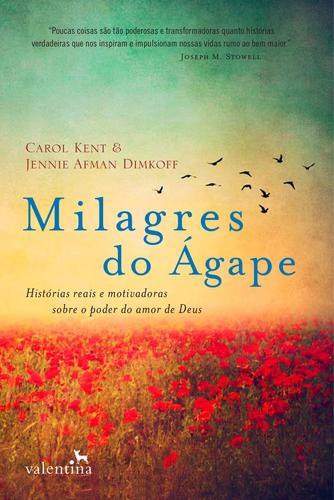 "Poucas coisas são tão poderosas e transformadoras quanto histórias
verdadeiras que nos inspiram e impulsionam nossas vidas rumo ao bem maior."
Joseph M. Stowell
Carol Kent &
Jennie Afman Dimkoff
Milagres
do Ágape
Histórias reais e motivadoras
sobre o poder do amor de Deus
valentina